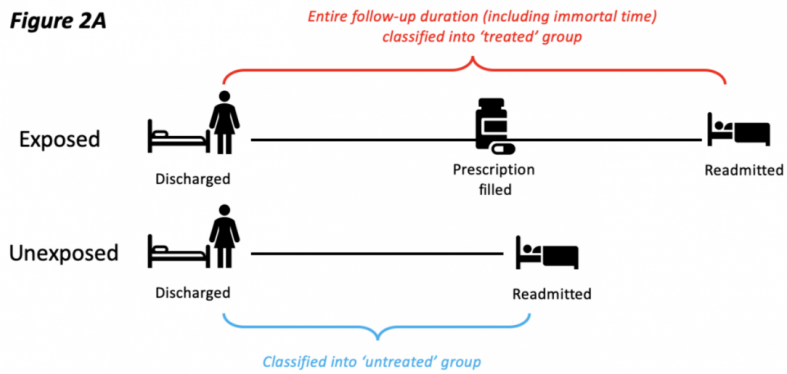 Figure 2A
Entire follow-up duration (including immortal time)
classified into 'treated' group
Exposed
Discharged
Prescription
filled
Readmitted
Unexposed
Discharged
Readmitted
Classified into 'untreated' group